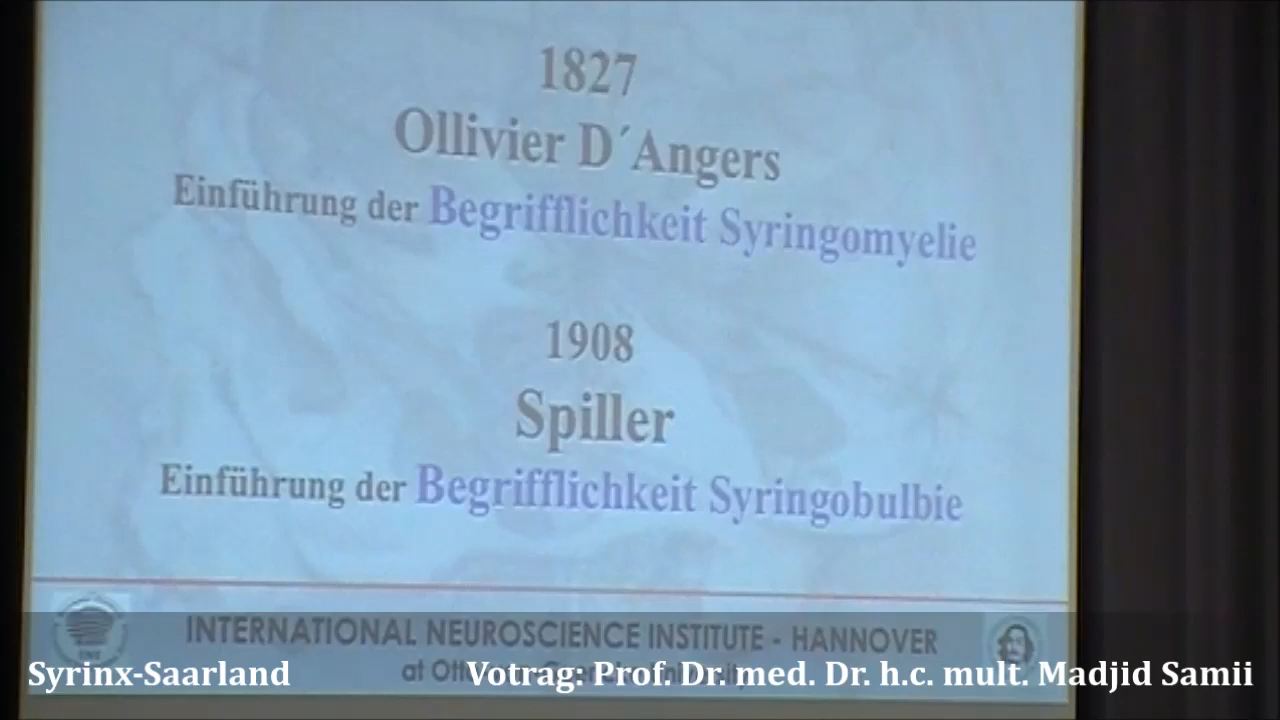 1827
Ollivier D´Angers
Einführung der Begrifflichkeit Syringomyelie
1908
Spiller
Einführung der Begrifflichkeit Syringobulbie
INTERNATIONAL NEUROSCIENCE INSTITUTE - HANNOVER
at
Syrinx-Saarland
Votrag: Prof. Dr. med. Dr. h.c. mult. Madjid Samii